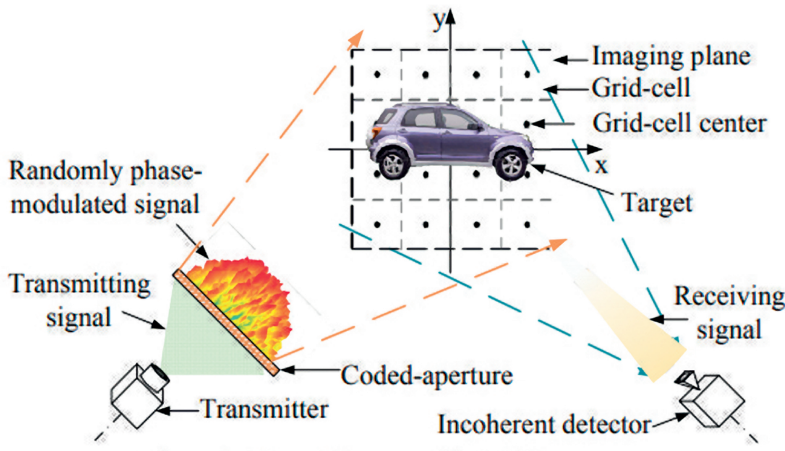 y
Imaging plane
Grid-cell
Grid-cell center
x
Target
Randomly phase-
modulated signal
Transmitting
signal
Receiving
signal
Coded-aperture
Transmitter
Incoherent detector